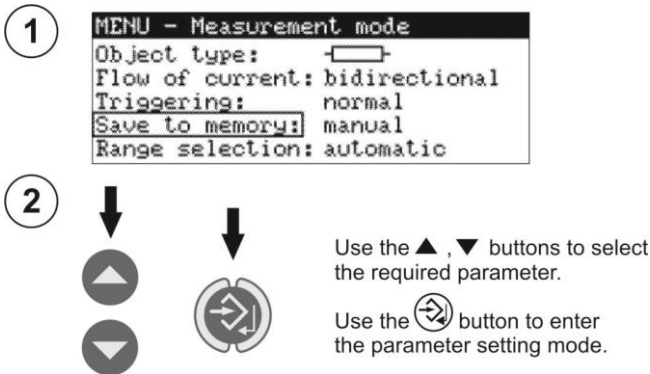 1
MENU - Measurement mode
Object type:
Flow of current: bidirectional
Triggering: normal
Save to memory: manual
Range selection: automatic
2
Use the ▲ , ▼ buttons to select
the required parameter.
Use the button to enter
the parameter setting mode.